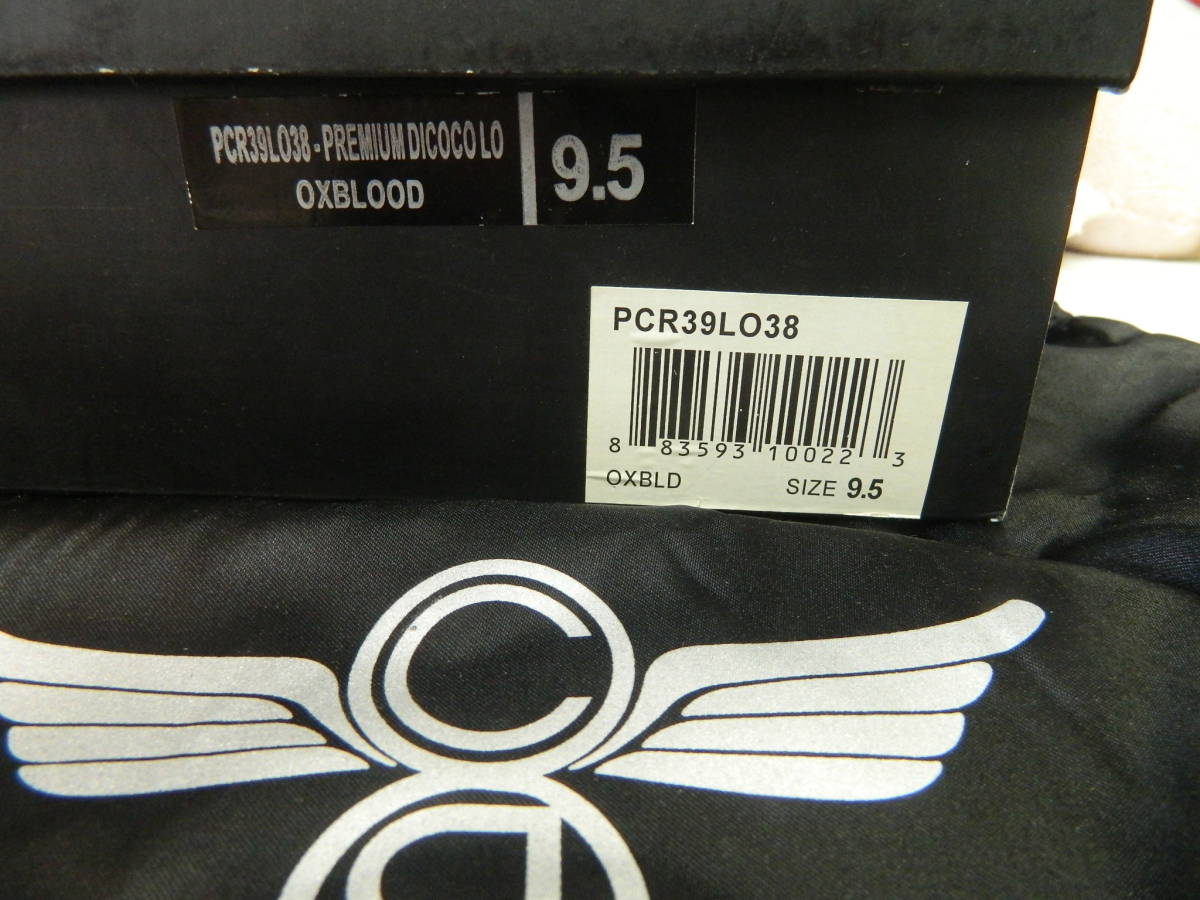 PCR39LO38 - PREMIUM DICOCO LO
OXBLOOD
9.5
PCR39LO38
8 83593 10022 3
OXBLD SIZE 9.5
C